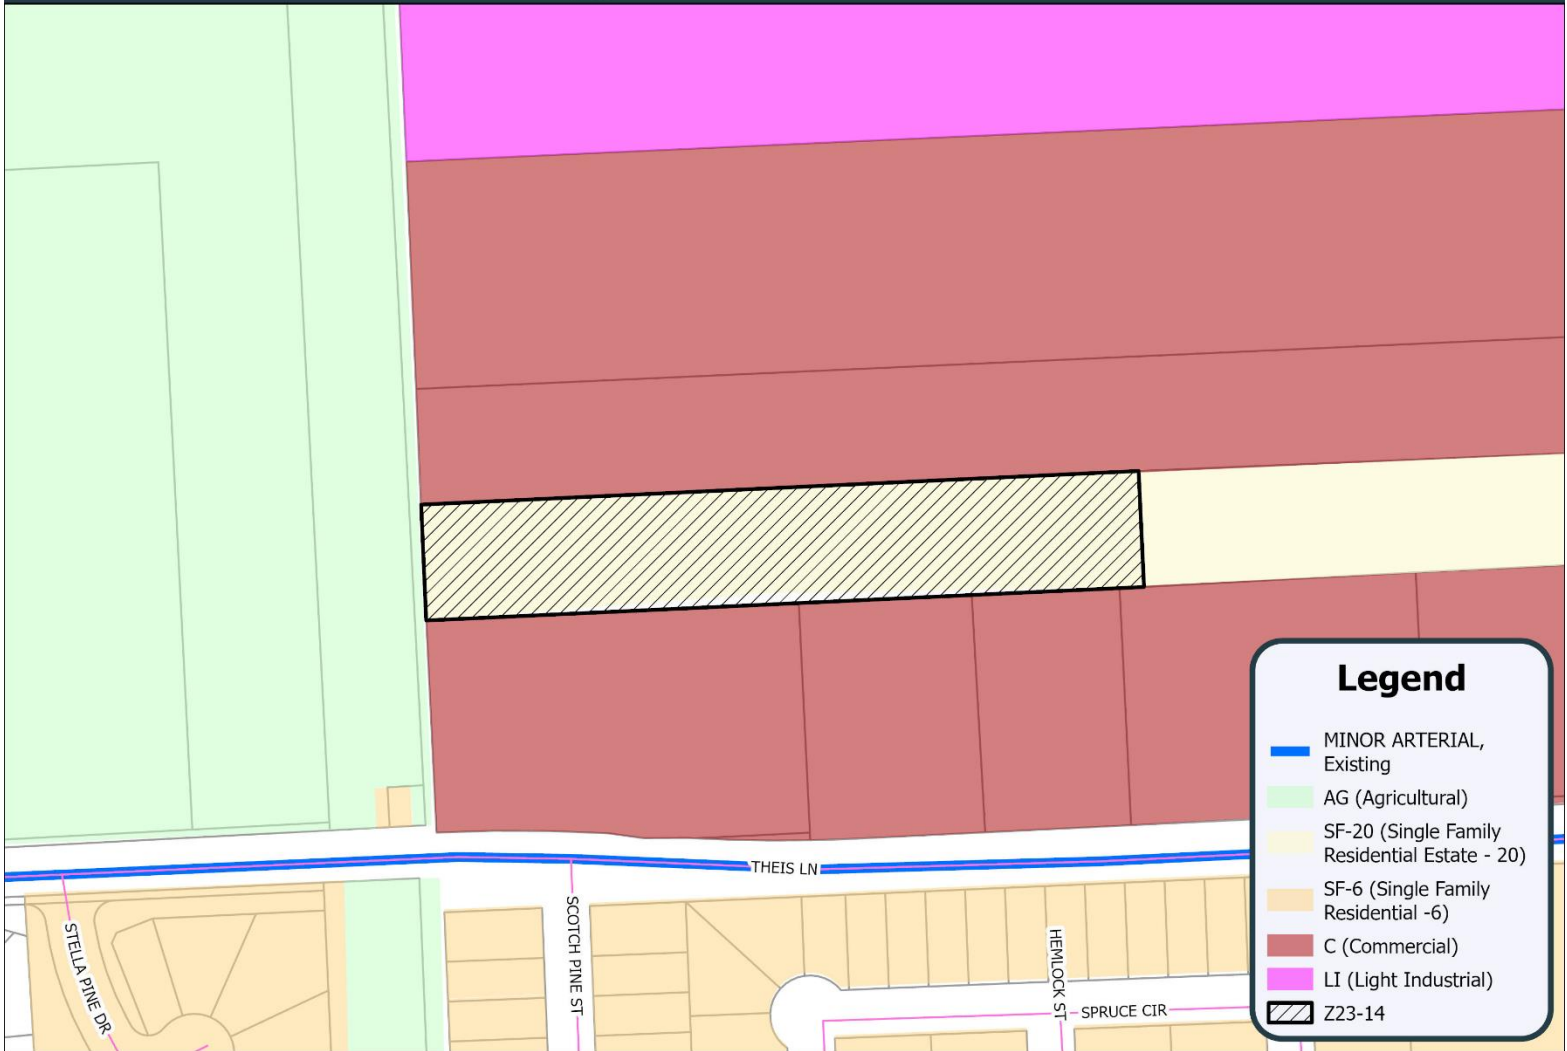 THEIS LN
STELLA PINE DR
SCOTCH PINE ST
HEMLOCK ST
SPRUCE CIR
Legend
MINOR ARTERIAL,
Existing
AG (Agricultural)
SF-20 (Single Family
Residential Estate - 20)
SF-6 (Single Family
Residential -6)
C (Commercial)
LI (Light Industrial)
Z23-14